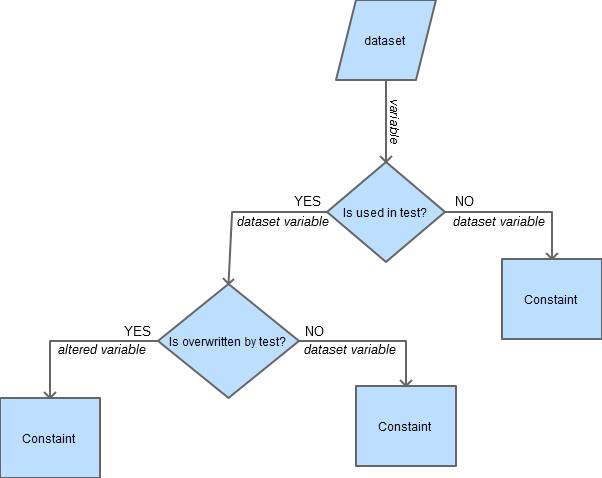 dataset
variable
YES
dataset variable
Is used in test?
NO
dataset variable
Constaint
YES
altered variable
Is overwritten by test?
NO
dataset variable
Constaint
Constaint